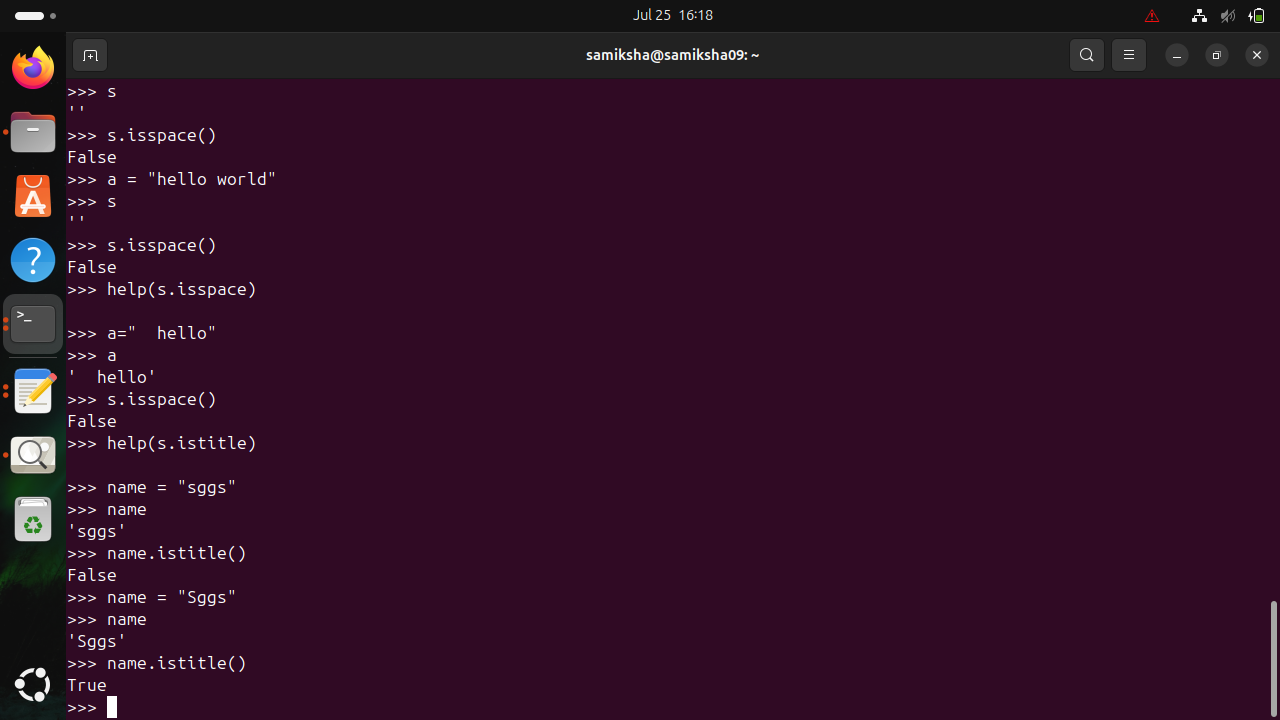 Jul 25 16:18
samiksha@samiksha09: ~
>>> s
''
>>> s.isspace()
False
>>> a = "hello world"
>>> s
''
>>> s.isspace()
False
>>> help(s.isspace)

>>> a="  hello"
>>> a
'  hello'
>>> s.isspace()
False
>>> help(s.istitle)

>>> name = "sggs"
>>> name
'sggs'
>>> name.istitle()
False
>>> name = "Sggs"
>>> name
'Sggs'
>>> name.istitle()
True
>>>